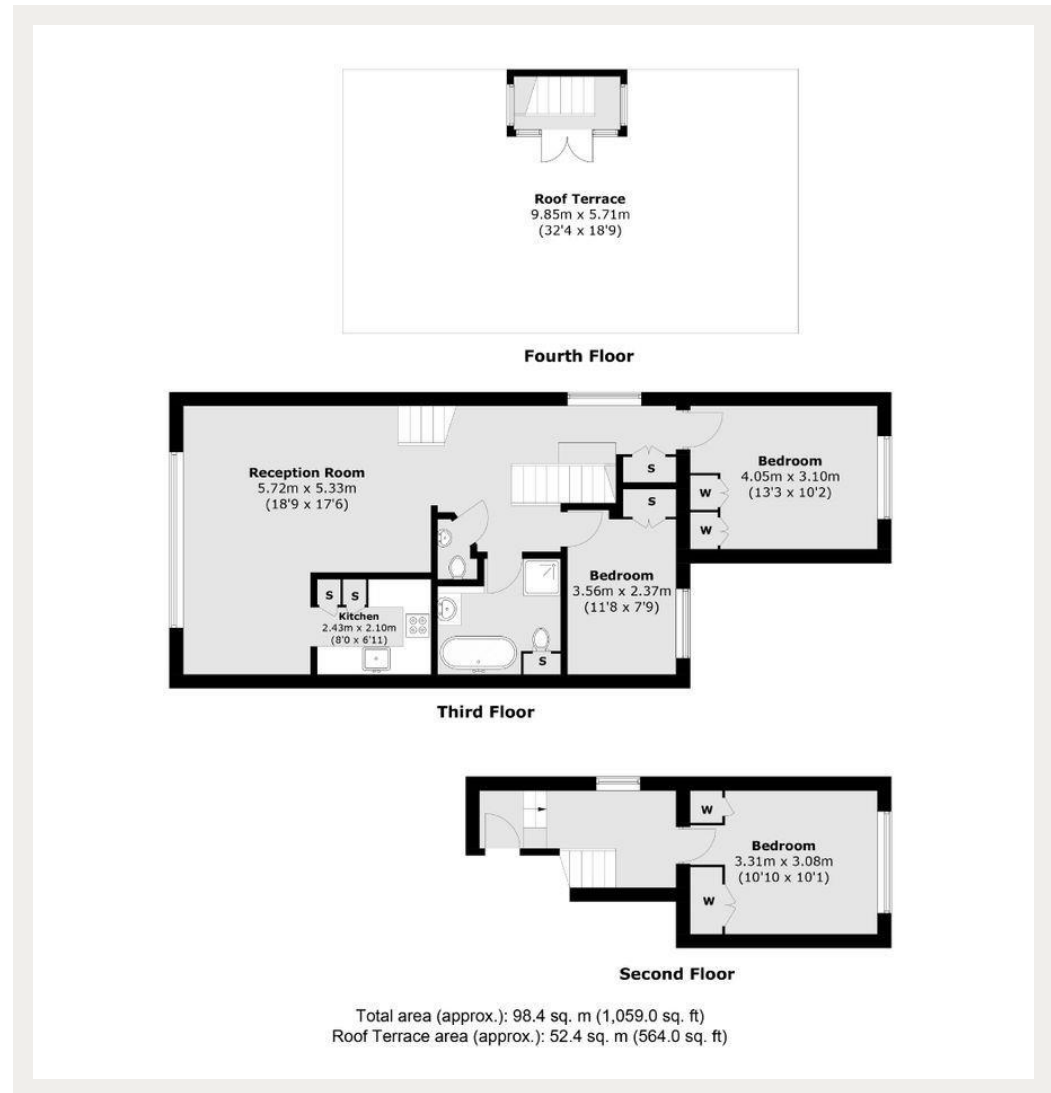 Roof Terrace
9.85m x 5.71m
(32'4 x 18'9)
Fourth Floor
Reception Room
5.72m x 5.33m
(18'9 x 17'6)
S
Bedroom
4.05m x 3.10m
(13'3 x 10'2)
W
S
W
Bedroom
3.56m x 2.37m
(11'8 x 7'9)
S S
Kitchen
2.43m x 2.10m
(8'0 x 6'11)
S
Third Floor
W
Bedroom
3.31m x 3.08m
(10'10 x 10'1)
W
Second Floor
Total area (approx.): 98.4 sq. m (1,059.0 sq. ft)
Roof Terrace area (approx.): 52.4 sq. m (564.0 sq. ft)